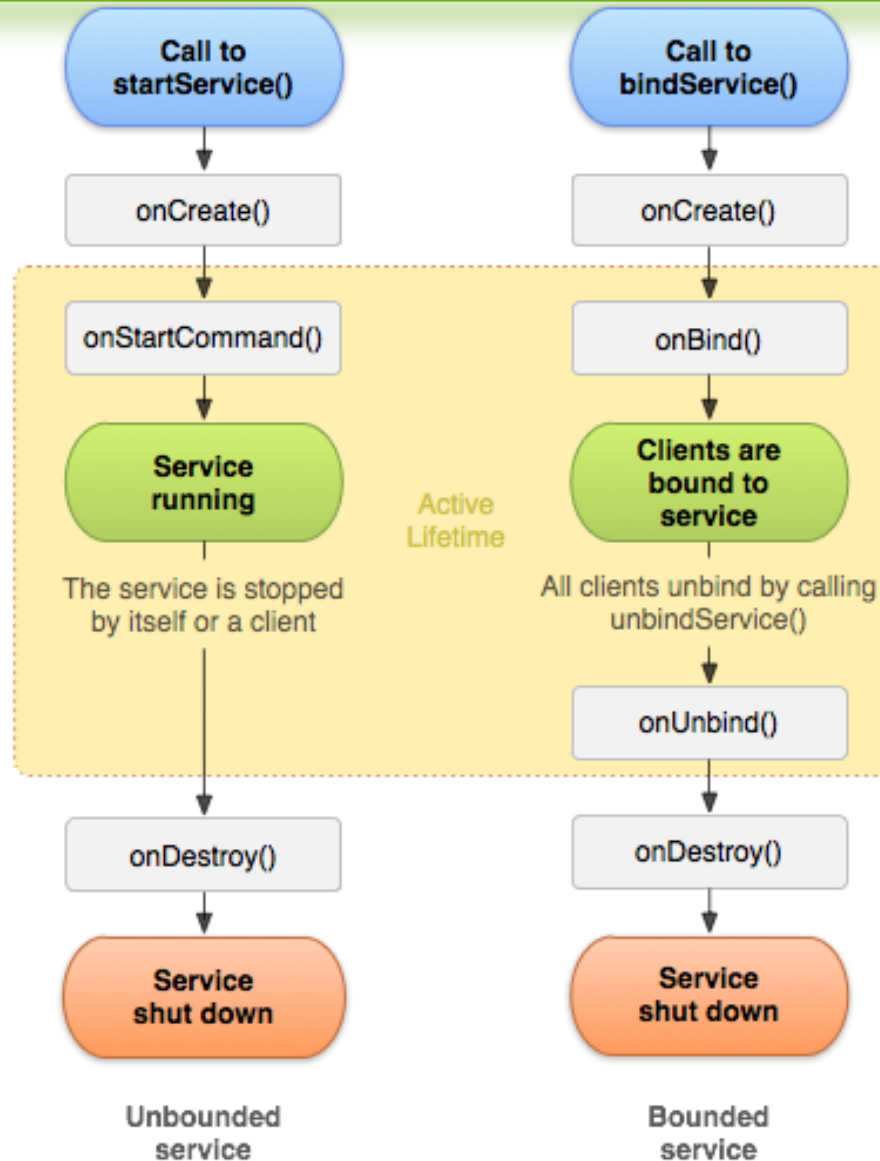 Call to
startService()
onCreate()
onStartCommand()
Service
running
The service is stopped
by itself or a client
onDestroy()
Service
shut down
Unbounded
service
Active
Lifetime
Call to
bindService()
onCreate()
onBind()
Clients are
bound to
service
All clients unbind by calling
unbindService()
onUnbind()
onDestroy()
Service
shut down
Bounded
service